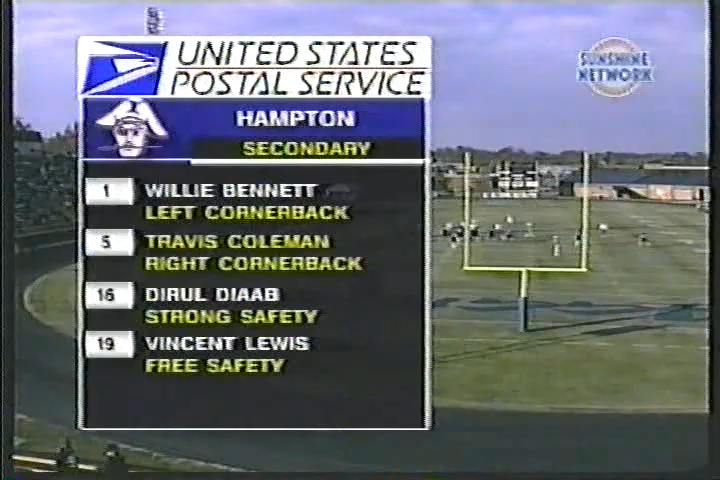 UNITED STATES
POSTAL SERVICE
SUNSHINE
NETWORK
HAMPTON
SECONDARY
1 WILLIE BENNETT
LEFT CORNERBACK
5 TRAVIS COLEMAN
RIGHT CORNERBACK
16 DIRUL DIAAB
STRONG SAFETY
19 VINCENT LEWIS
FREE SAFETY